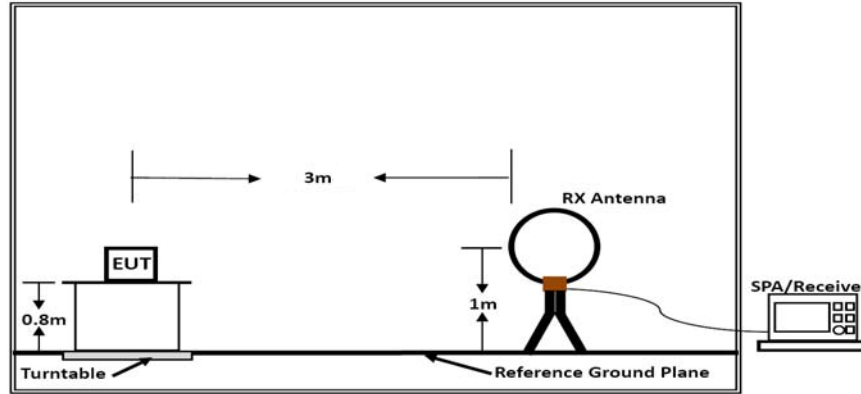 3m
RX Antenna
EUT
SPA/Receive
1m
0.8m
Turntable
Reference Ground Plane